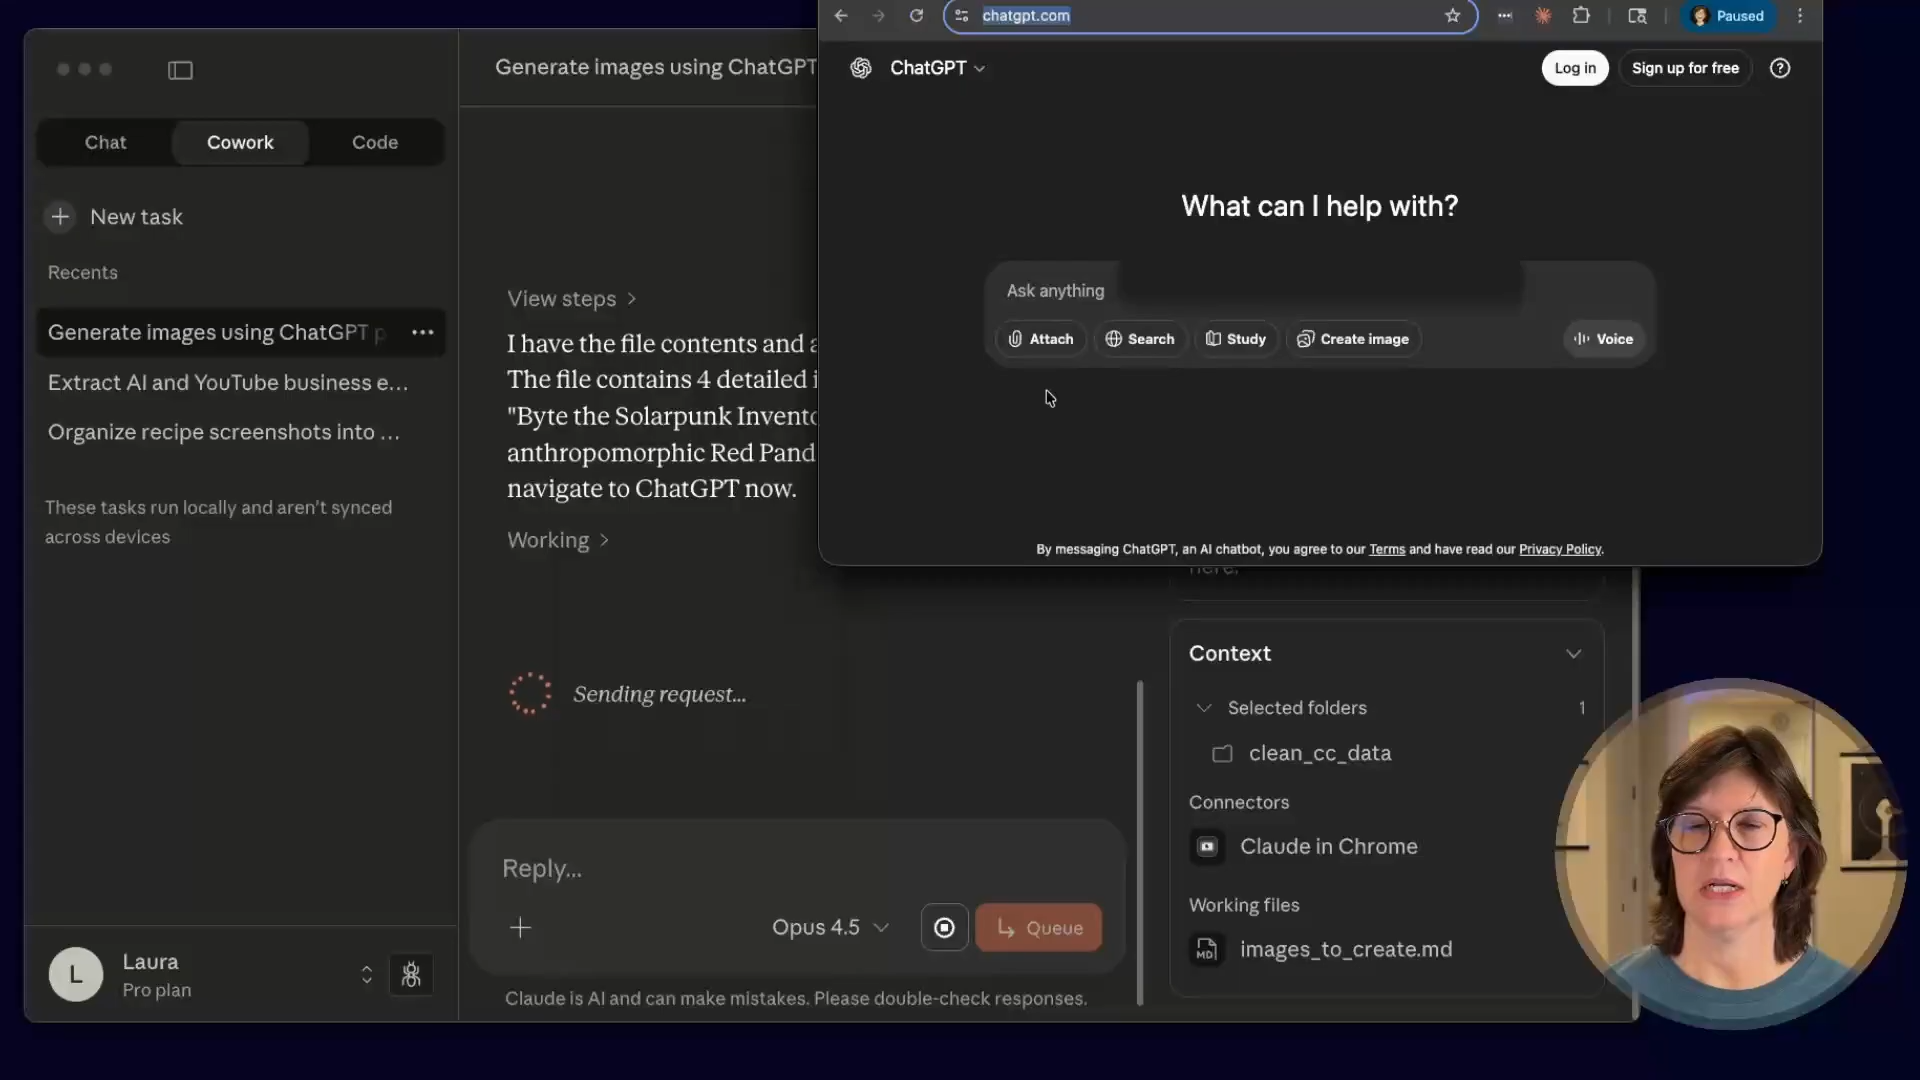 chatgpt.com
Paused
ChatGPT
Log in
Sign up for free
What can I help with?
Ask anything
Attach
Search
Study
Create image
Voice
By messaging ChatGPT, an AI chatbot, you agree to our Terms and have read our Privacy Policy.
Chat
Cowork
Code
New task
Recents
Generate images using ChatGPT p
Extract AI and YouTube business e...
Organize recipe screenshots into ...
These tasks run locally and aren't synced
across devices
L
Laura
Pro plan
Generate images using ChatGPT
View steps
I have the file contents and a
The file contains 4 detailed i
"Byte the Solarpunk Invento
anthropomorphic Red Pand
navigate to ChatGPT now.
Working
Sending request...
Reply...
Opus 4.5
Queue
Claude is AI and can make mistakes. Please double-check responses.
here.
Context
Selected folders
1
clean_cc_data
Connectors
Claude in Chrome
Working files
MD
images_to_create.md